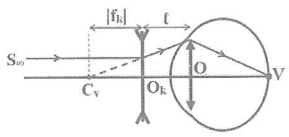 |fₖ| t
S∞ O V
Cᵥ Oₖ